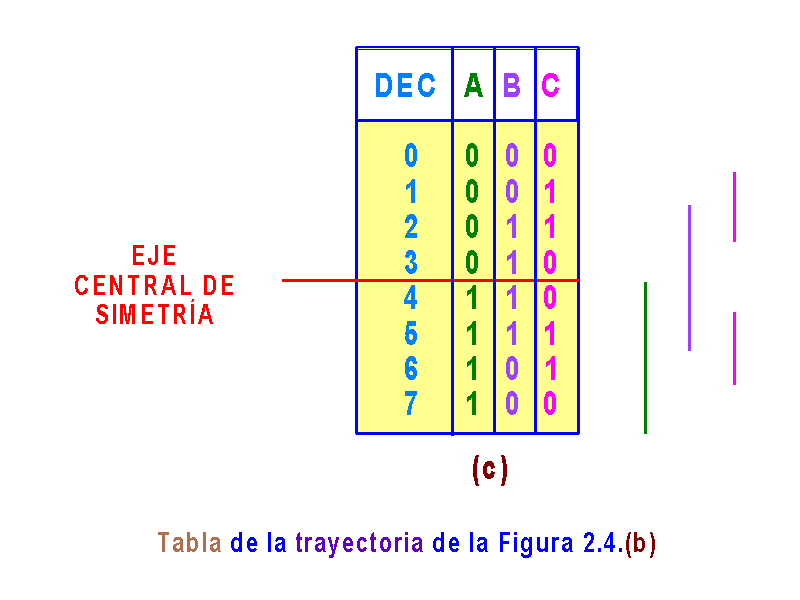 DEC A B C
0 0 0 0
1 0 0 1
2 0 1 1
3 0 1 0
EJE
CENTRAL DE
SIMETRÍA
4 1 1 0
5 1 1 1
6 1 0 1
7 1 0 0
(c)
Tabla de la trayectoria de la Figura 2.4.(b)